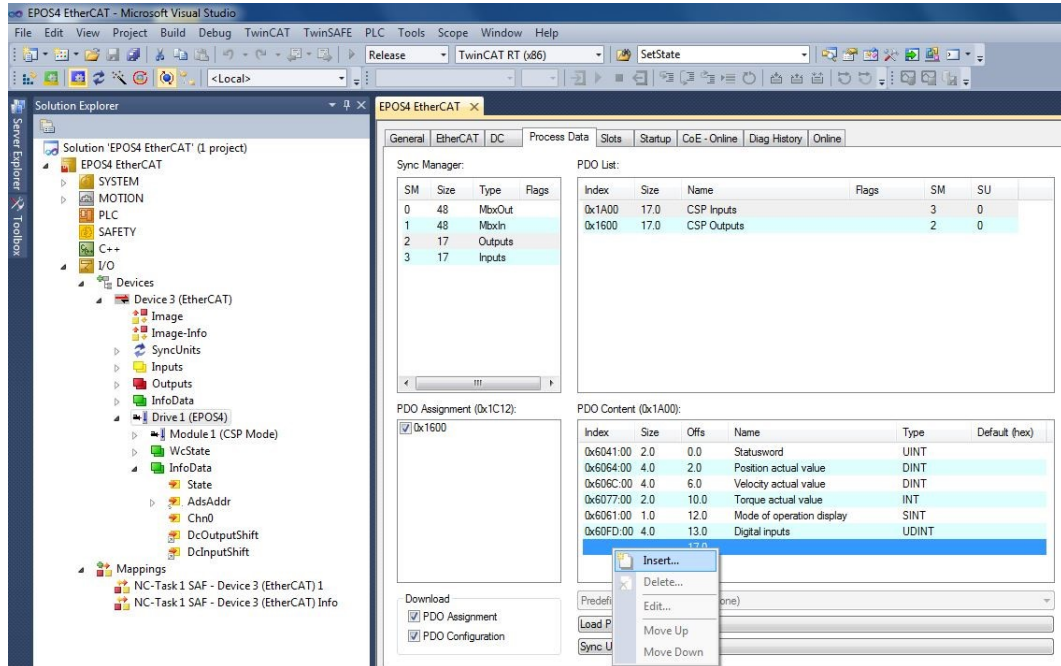 EPOS4 EtherCAT - Microsoft Visual Studio
File Edit View Project Build Debug TwinCAT TwinSAFE PLC Tools Scope Window Help
Release TwinCAT RT (x86) SetState
<Local>
Server Explorer
Toolbox
Solution Explorer
Solution 'EPOS4 EtherCAT' (1 project)
EPOS4 EtherCAT
SYSTEM
MOTION
PLC
SAFETY
C++
I/O
Devices
Device 3 (EtherCAT)
Image
Image-Info
SyncUnits
Inputs
Outputs
InfoData
Drive 1 (EPOS4)
Module 1 (CSP Mode)
WcState
InfoData
State
AdsAddr
Chn0
DcOutputShift
DcInputShift
Mappings
NC-Task 1 SAF - Device 3 (EtherCAT) 1
NC-Task 1 SAF - Device 3 (EtherCAT) Info
EPOS4 EtherCAT
General EtherCAT DC Process Data Slots Startup CoE - Online Diag History Online
Sync Manager:
SM Size Type Flags
0 48 MbxOut
1 48 MbxIn
2 17 Outputs
3 17 Inputs
PDO List:
Index Size Name Flags SM SU
0x1A00 17.0 CSP Inputs 3 0
0x1600 17.0 CSP Outputs 2 0
PDO Assignment (0x1C12):
0x1600
PDO Content (0x1A00):
Index Size Offs Name Type Default (hex)
0x6041:00 2.0 0.0 Statusword UINT
0x6064:00 4.0 2.0 Position actual value DINT
0x606C:00 4.0 6.0 Velocity actual value DINT
0x6077:00 2.0 10.0 Torque actual value INT
0x6061:00 1.0 12.0 Mode of operation display SINT
0x60FD:00 4.0 13.0 Digital inputs UDINT
17.0
Insert...
Delete...
Edit...
Move Up
Move Down
Download
PDO Assignment
PDO Configuration
Predefi one)
Load P
Sync U